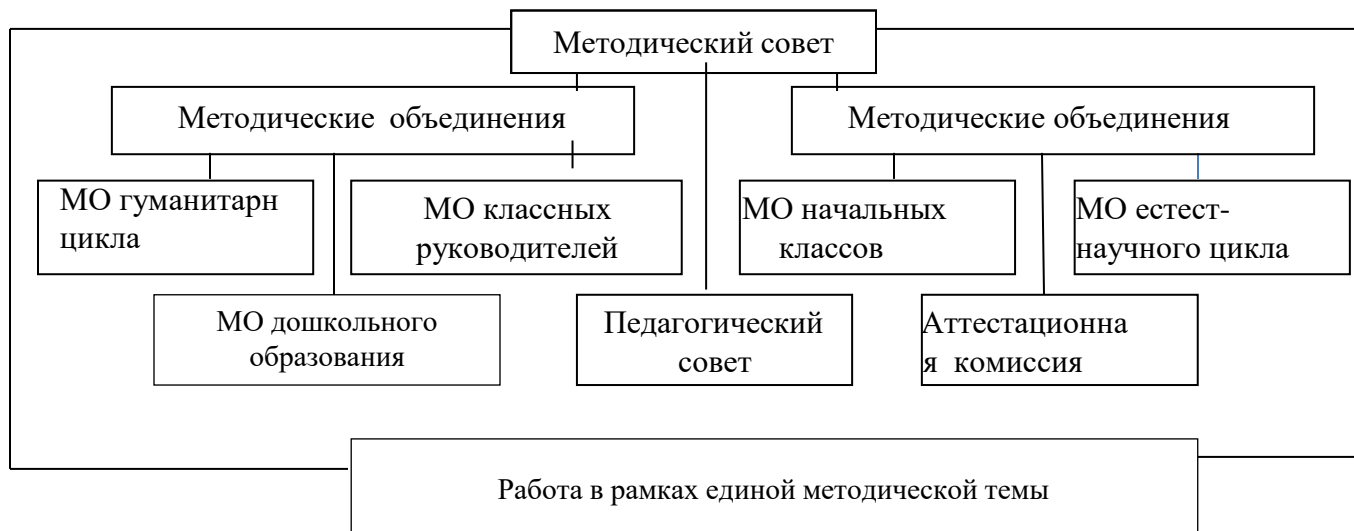 Методический совет
Методические объединения
Методические объединения
МО гуманитарн
цикла
МО классных
руководителей
МО начальных
классов
МО естест-
научного цикла
МО дошкольного
образования
Педагогический
совет
Аттестационна
я комиссия
Работа в рамках единой методической темы